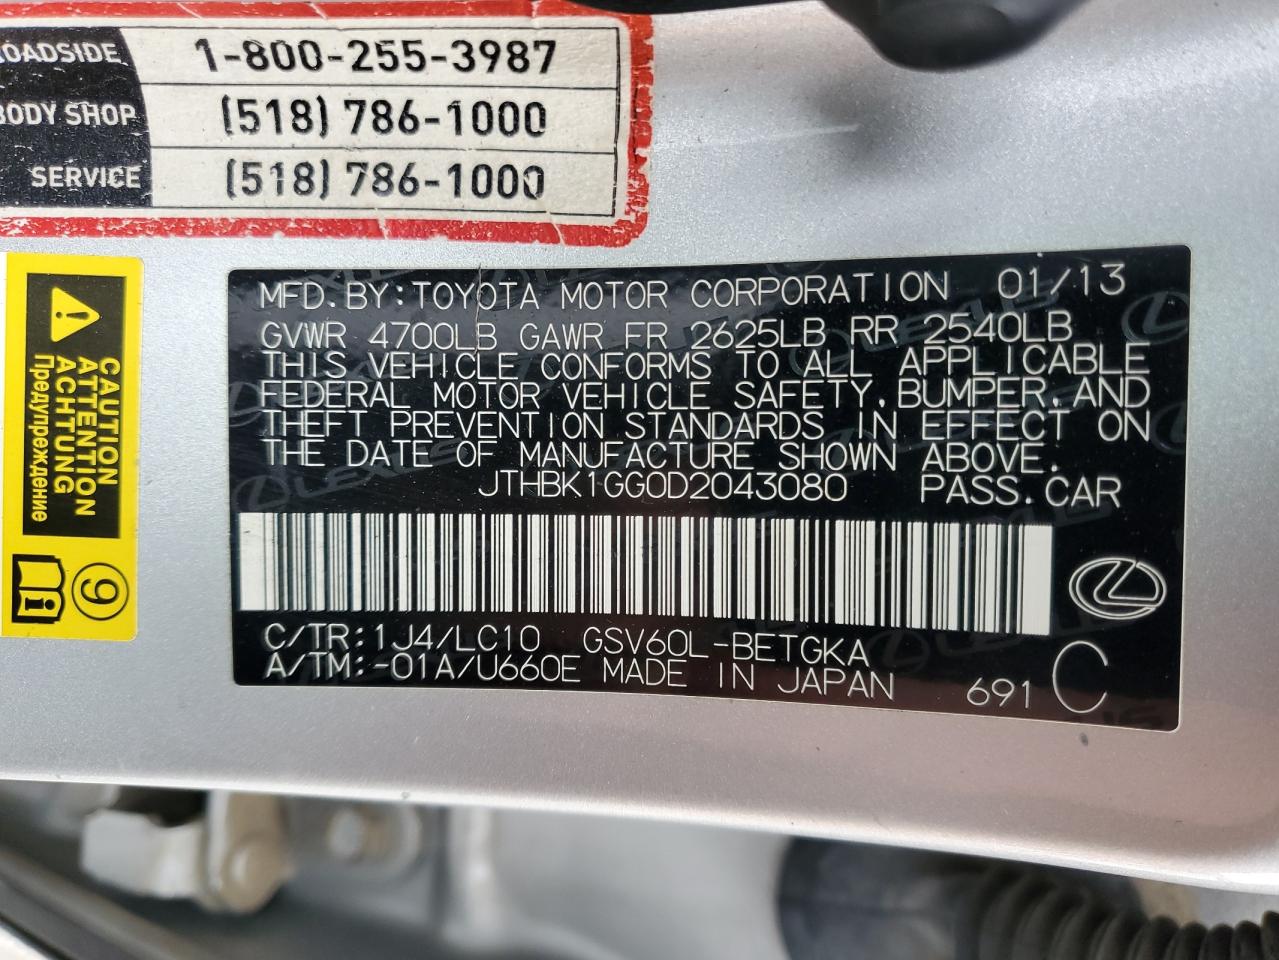 ROADSIDE 1-800-255-3987
BODY SHOP (518) 786-1000
SERVICE (518) 786-1000
CAUTION
ATTENTION
ACHTUNG
Предупреждение
9
MFD.BY:TOYOTA MOTOR CORPORATION 01/13
GVWR 4700LB GAWR FR 2625LB RR 2540LB
THIS VEHICLE CONFORMS TO ALL APPLICABLE
FEDERAL MOTOR VEHICLE SAFETY,BUMPER,AND
THEFT PREVENTION STANDARDS IN EFFECT ON
THE DATE OF MANUFACTURE SHOWN ABOVE.
JTHBK1GG0D2043080 PASS.CAR
C/TR:1J4/LC10 GSV60L-BETGKA
A/TM:-01A/U660E MADE IN JAPAN 691 C